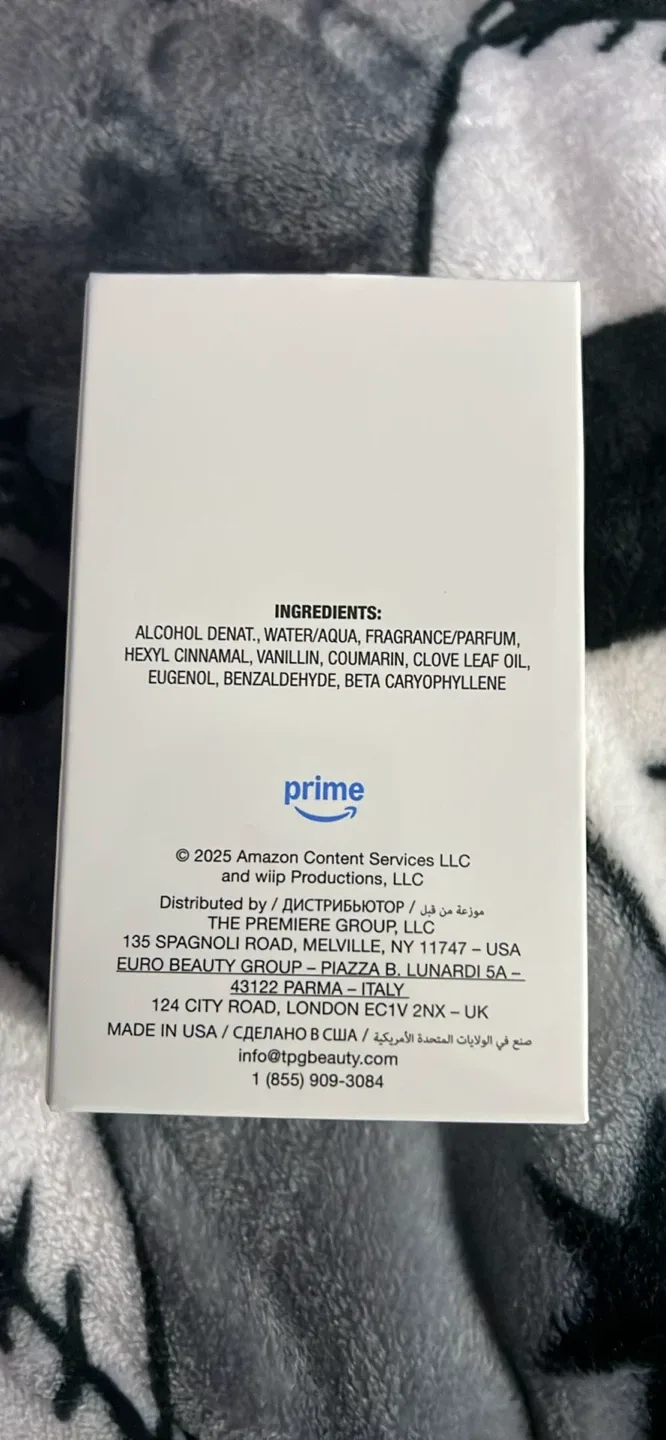 INGREDIENTS:
ALCOHOL DENAT., WATER/AQUA, FRAGRANCE/PARFUM,
HEXYL CINNAMAL, VANILLIN, COUMARIN, CLOVE LEAF OIL,
EUGENOL, BENZALDEHYDE, BETA CARYOPHYLLENE
prime
© 2025 Amazon Content Services LLC
and wiip Productions, LLC
Distributed by / ДИСТРИБЬЮТОР / موزعة من قبل
THE PREMIERE GROUP, LLC
135 SPAGNOLI ROAD, MELVILLE, NY 11747 – USA
EURO BEAUTY GROUP – PIAZZA B. LUNARDI 5A –
43122 PARMA – ITALY
124 CITY ROAD, LONDON EC1V 2NX – UK
MADE IN USA / СДЕЛАНО В США / صنع في الولايات المتحدة الأمريكية
info@tpgbeauty.com
1 (855) 909-3084